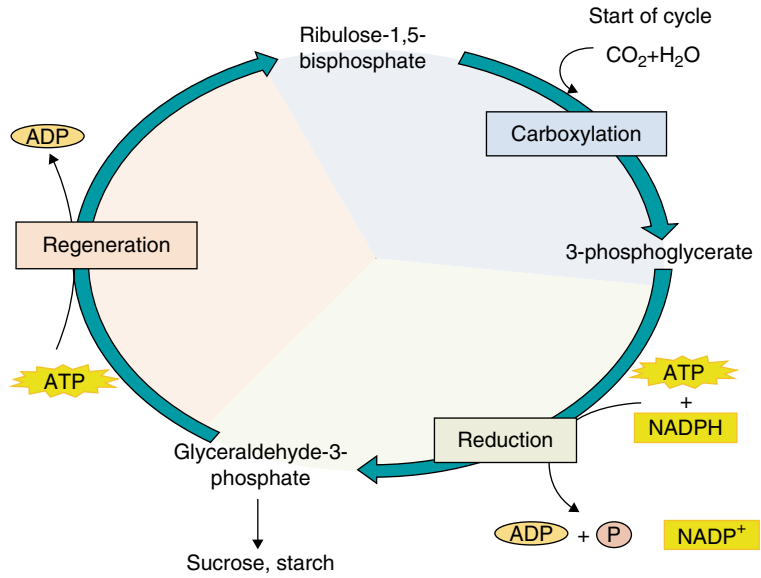 Start of cycle
CO₂+H₂O
Ribulose-1,5-
bisphosphate
Carboxylation
ADP
Regeneration
3-phosphoglycerate
ATP
ATP
+
NADPH
Reduction
Glyceraldehyde-3-
phosphate
ADP + P NADP⁺
Sucrose, starch